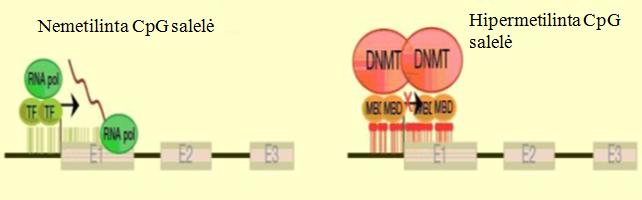 Nemetilinta CpG salelė
Hipermetilinta CpG
salelė
RNA pol
TF TF
RNA pol
E1 E2 E3
DNMT DNMT
MBD MBD MBD MBD
E1 E2 E3